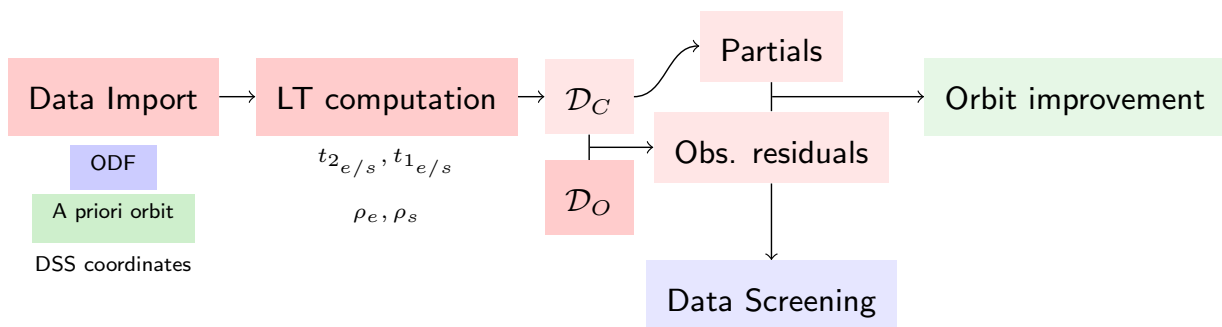 Data Import
ODF
A priori orbit
DSS coordinates
LT computation
t_{2_{e/s}}, t_{1_{e/s}}
ρ_e, ρ_s
𝒟_C
𝒟_O
Partials
Obs. residuals
Data Screening
Orbit improvement